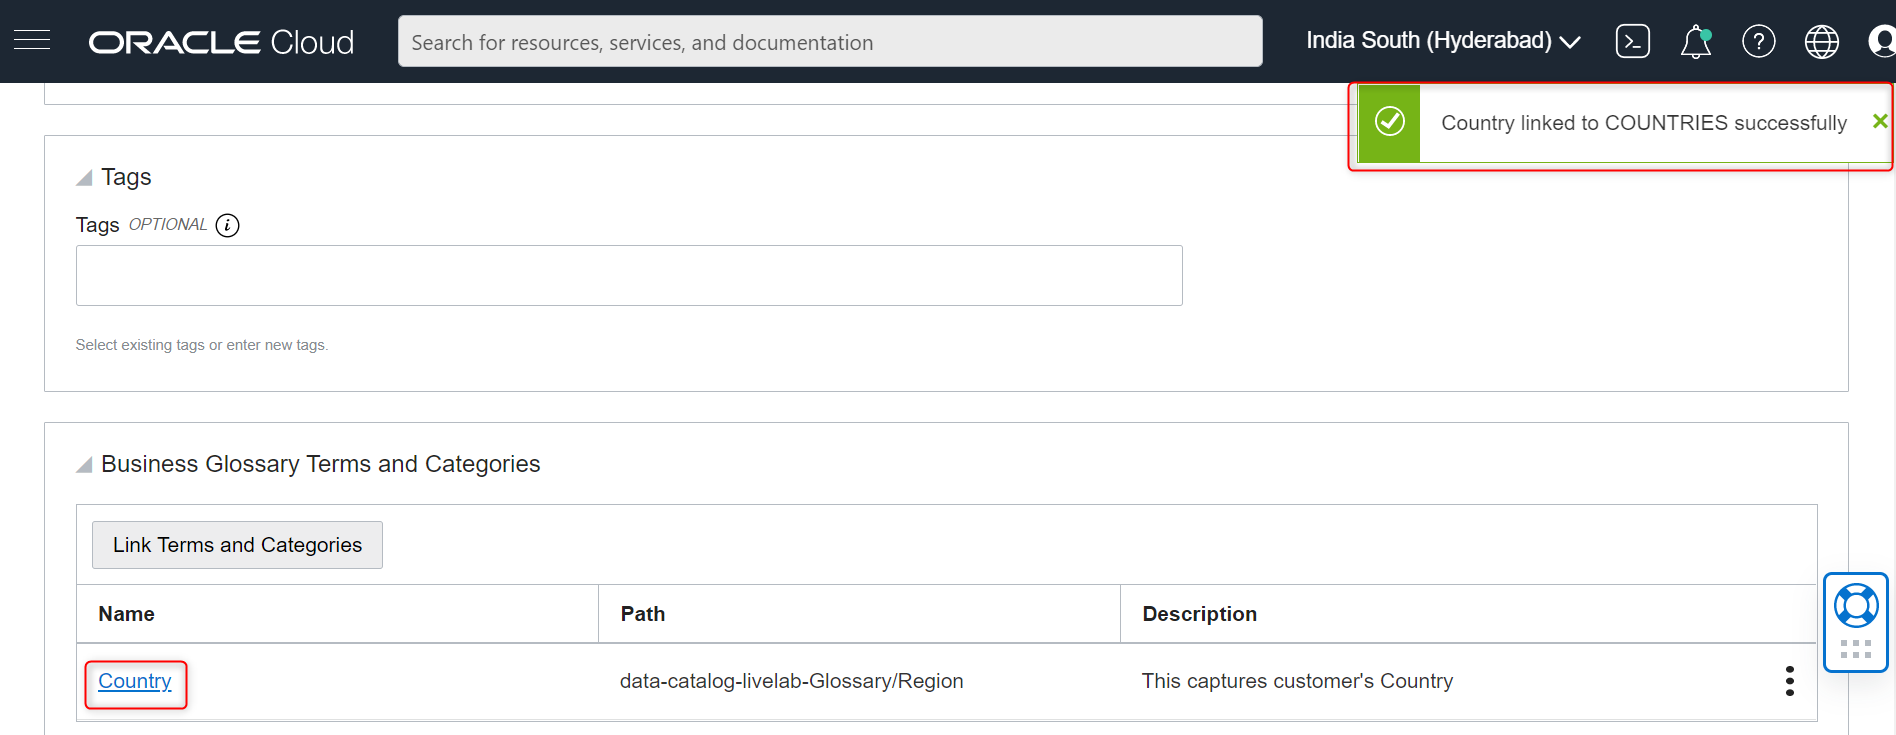 ORACLE Cloud
Search for resources, services, and documentation
India South (Hyderabad)
Country linked to COUNTRIES successfully
Tags
Tags OPTIONAL
Select existing tags or enter new tags.
Business Glossary Terms and Categories
Link Terms and Categories
Name Path Description
Country data-catalog-livelab-Glossary/Region This captures customer's Country